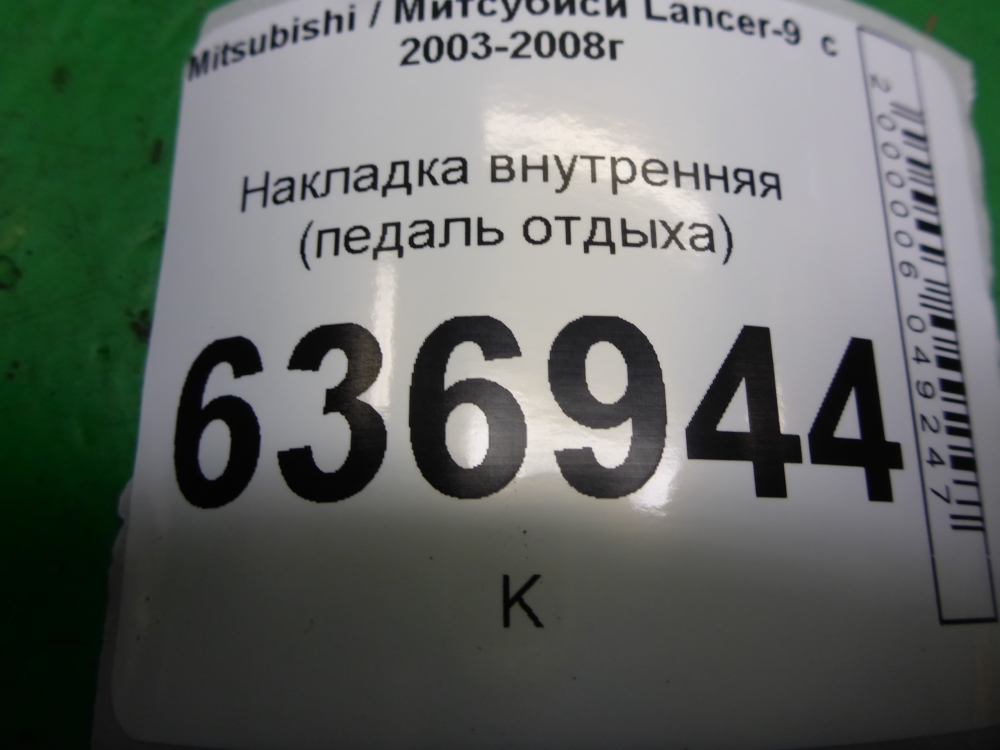 Mitsubishi / Митсубиси Lancer-9 с
2003-2008г
Накладка внутренняя
(педаль отдыха)
636944
К
2000006049247